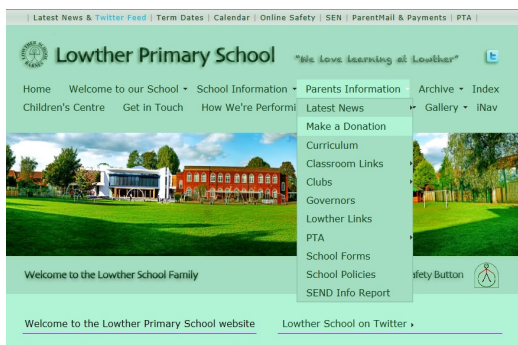 | Latest News & Twitter Feed | Term Dates | Calendar | Online Safety | SEN | ParentMail & Payments | PTA |
Lowther Primary School "We Love Learning at Lowther"
Home Welcome to our School School Information Parents Information Archive Index
Children's Centre Get in Touch How We're Performi Gallery iNav
Latest News
Make a Donation
Curriculum
Classroom Links
Clubs
Governors
Lowther Links
PTA
School Forms
School Policies
SEND Info Report
Welcome to the Lowther School Family afety Button
Welcome to the Lowther Primary School website Lowther School on Twitter